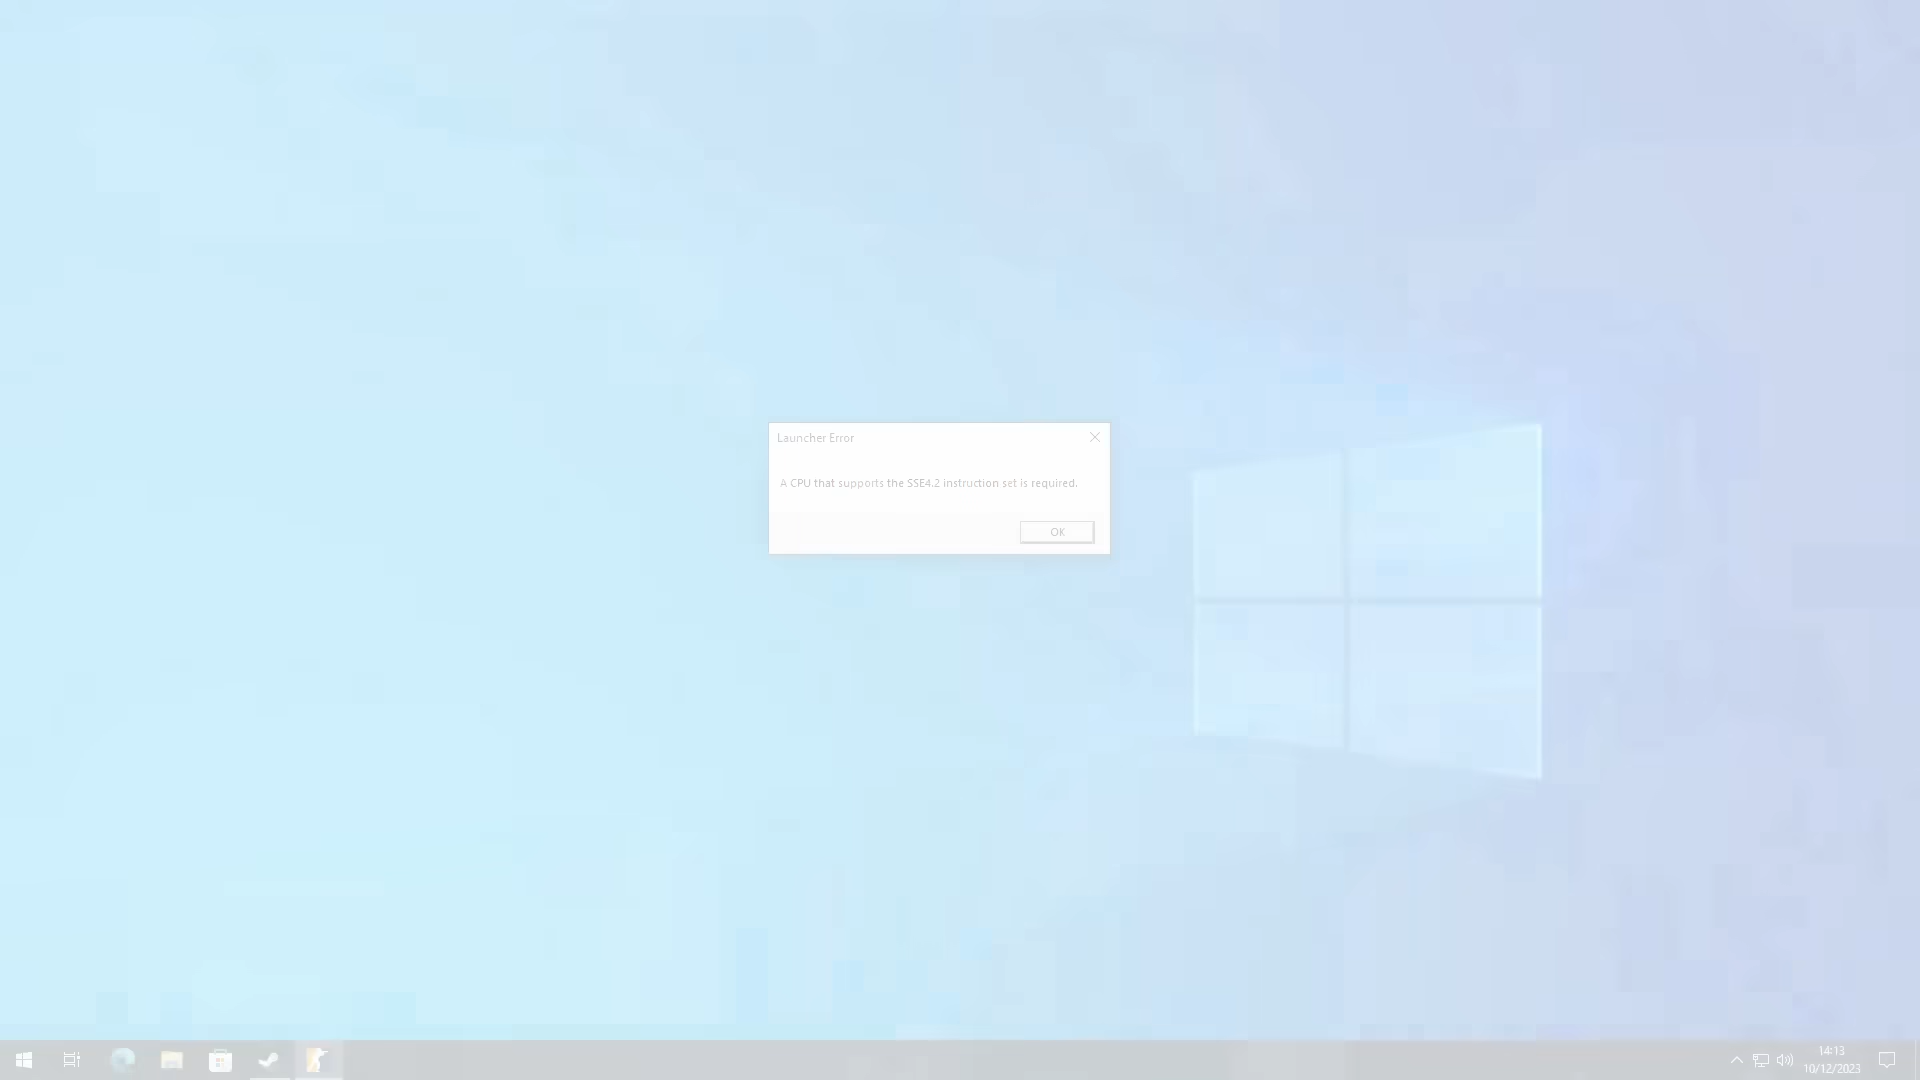 Launcher Error
A CPU that supports the SSE4.2 instruction set is required.
OK
14:13
10/12/2023